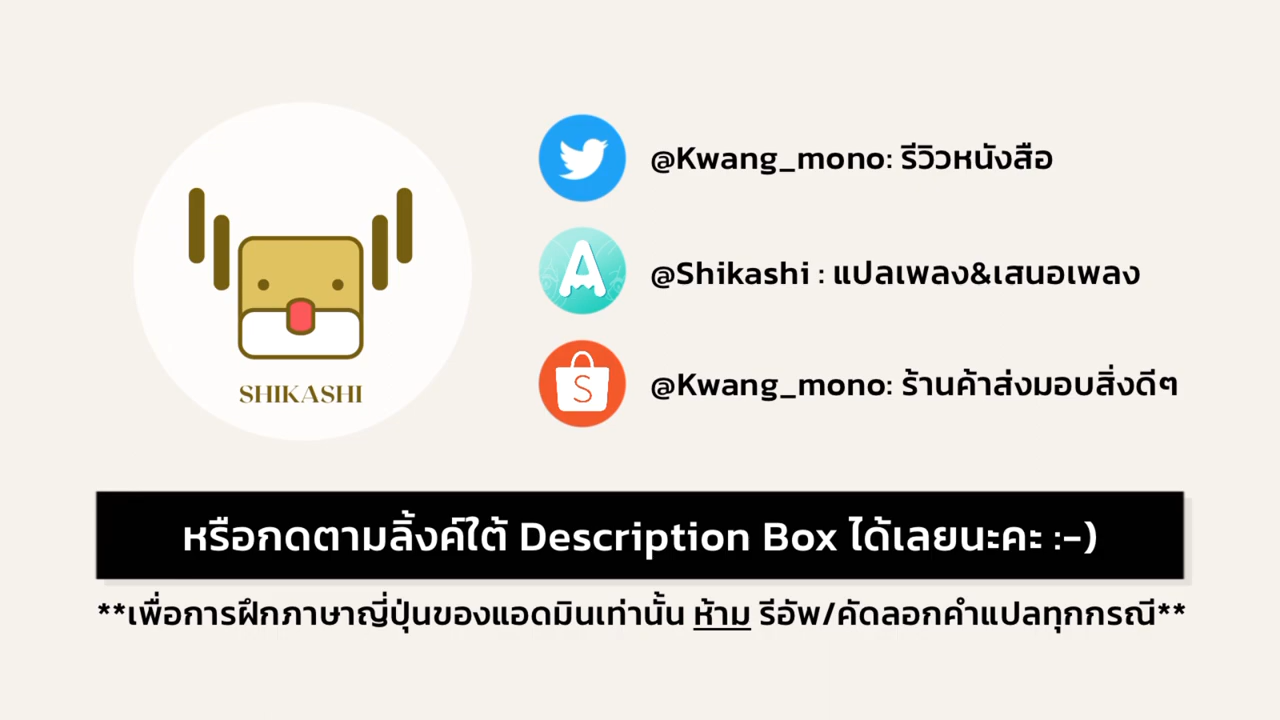 @Kwang_mono: รีวิวหนังสือ
@Shikashi : แปลเพลง&เสนอเพลง
@Kwang_mono: ร้านค้าส่งมอบสิ่งดีๆ
SHIKASHI
หรือกดตามลิ้งค์ใต้ Description Box ได้เลยนะคะ :-)
**เพื่อการฝึกภาษาญี่ปุ่นของแอดมินเท่านั้น ห้าม รีอัพ/คัดลอกคำแปลทุกกรณี**